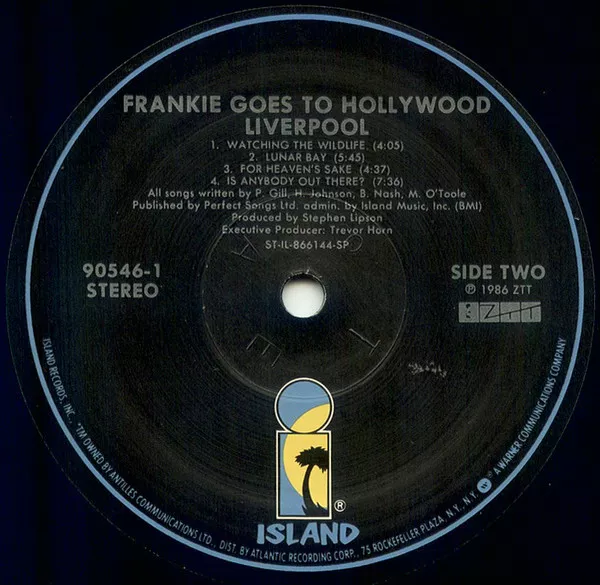 FRANKIE GOES TO HOLLYWOOD
LIVERPOOL
1. WATCHING THE WILDLIFE. (4:05)
2. LUNAR BAY (5:45)
3. FOR HEAVEN'S SAKE (4:37)
4. IS ANYBODY OUT THERE? (7:36)
All songs written by P. Gill, H. Johnson, B. Nash, M. O'Toole
Published by Perfect Songs Ltd. admin. by Island Music, Inc. (BMI)
Produced by Stephen Lipson
Executive Producer: Trevor Horn
ST-IL-866144-SP
90546-1
STEREO
SIDE TWO
℗ 1986 ZTT
ZTT
®
ISLAND
ISLAND RECORDS, INC. *TM OWNED BY ANTILLES COMMUNICATIONS LTD., DIST. BY ATLANTIC RECORDING CORP., 75 ROCKEFELLER PLAZA, N.Y., N.Y. A WARNER COMMUNICATIONS COMPANY